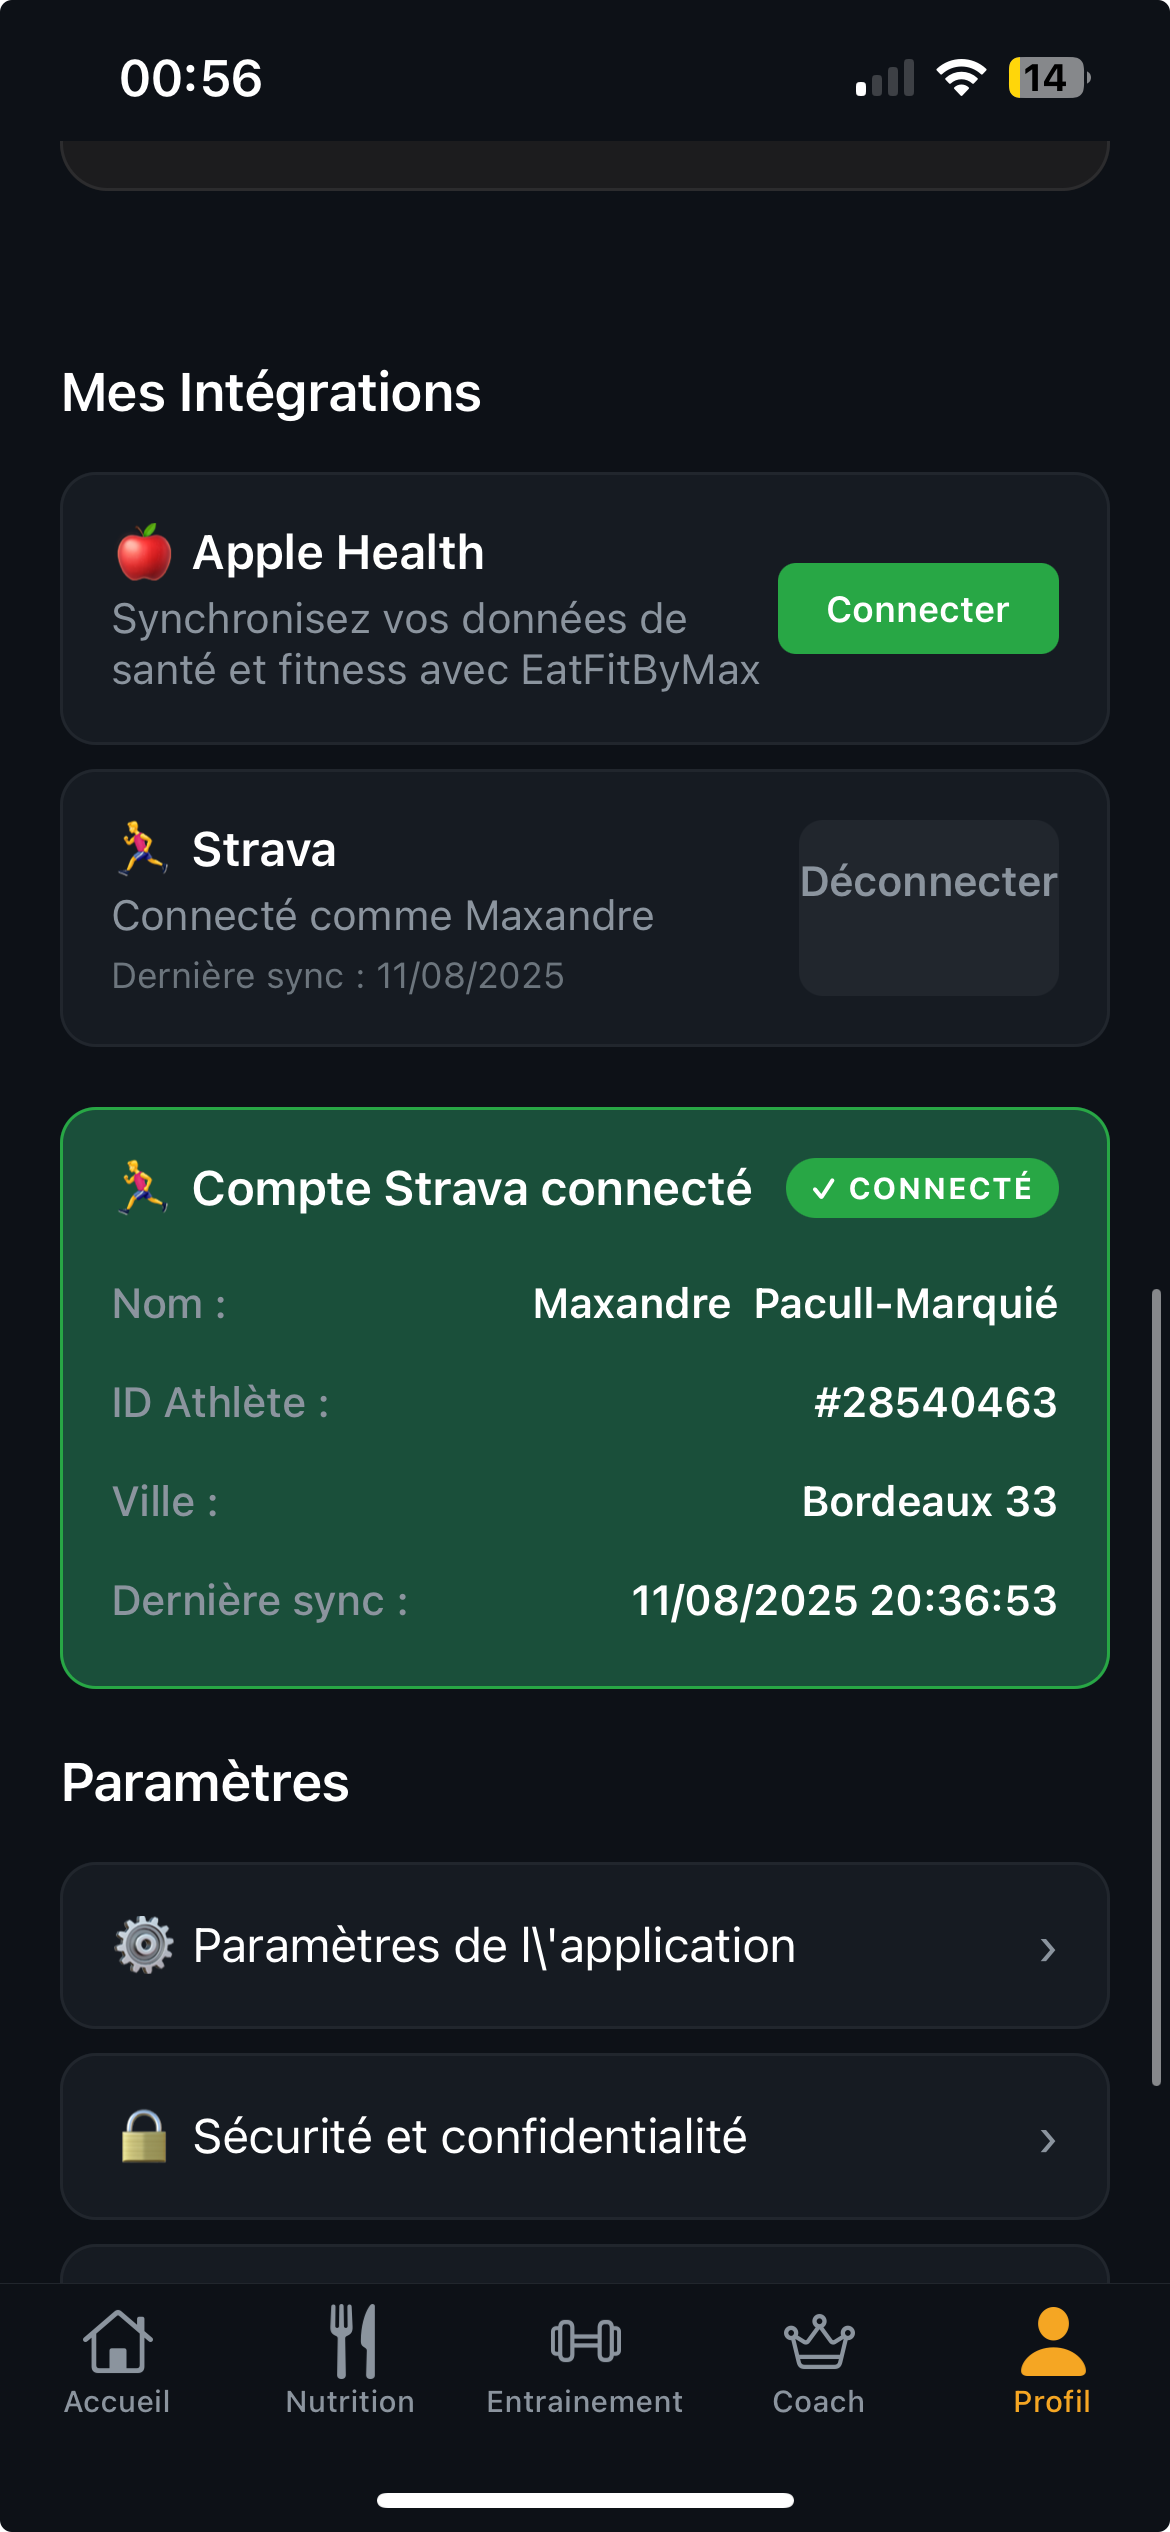 00:56
14
Mes Intégrations
Apple Health
Synchronisez vos données de
santé et fitness avec EatFitByMax
Connecter
Strava
Connecté comme Maxandre
Dernière sync : 11/08/2025
Déconnecter
Compte Strava connecté
✓ CONNECTÉ
Nom : Maxandre  Pacull-Marquié
ID Athlète : #28540463
Ville : Bordeaux 33
Dernière sync : 11/08/2025 20:36:53
Paramètres
Paramètres de l\'application ›
Sécurité et confidentialité ›
Accueil Nutrition Entrainement Coach Profil